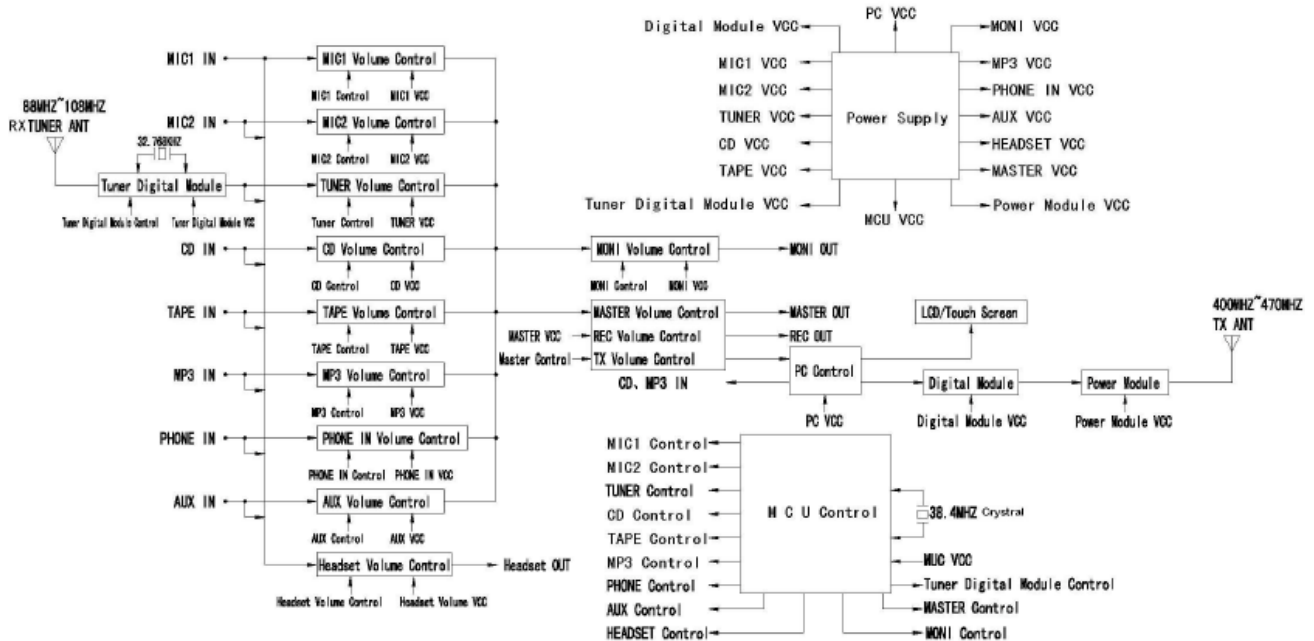 MIC1 IN
MIC1 Volume Control
MIC1 Control
MIC1 VCC
88MHZ~108MHZ
RX TUNER ANT
MIC2 IN
MIC2 Volume Control
MIC2 Control
MIC2 VCC
32.768KHZ
Tuner Digital Module
Tuner Digital Module Control
Tuner Digital Module VCC
TUNER Volume Control
Tuner Control
TUNER VCC
CD IN
CD Volume Control
CD Control
CD VCC
TAPE IN
TAPE Volume Control
TAPE Control
TAPE VCC
MP3 IN
MP3 Volume Control
MP3 Control
MP3 VCC
PHONE IN
PHONE IN Volume Control
PHONE IN Control
PHONE IN VCC
AUX IN
AUX Volume Control
AUX Control
AUX VCC
Headset Volume Control
Headset OUT
Headset Volume Control
Headset Volume VCC
MONI Volume Control
MONI OUT
MONI Control
MONI VCC
MASTER Volume Control
MASTER OUT
MASTER VCC
REC Volume Control
REC OUT
Master Control
TX Volume Control
CD、MP3 IN
PC Control
PC VCC
LCD/Touch Screen
Digital Module
Digital Module VCC
Power Module
Power Module VCC
400MHZ~470MHZ
TX ANT
PC VCC
Digital Module VCC
MONI VCC
MIC1 VCC
MP3 VCC
MIC2 VCC
PHONE IN VCC
TUNER VCC
Power Supply
AUX VCC
CD VCC
HEADSET VCC
TAPE VCC
MASTER VCC
Tuner Digital Module VCC
MCU VCC
Power Module VCC
MIC1 Control
MIC2 Control
TUNER Control
CD Control
TAPE Control
MP3 Control
PHONE Control
AUX Control
HEADSET Control
M C U Control
38.4MHZ Crystral
MUC VCC
Tuner Digital Module Control
MASTER Control
MONI Control